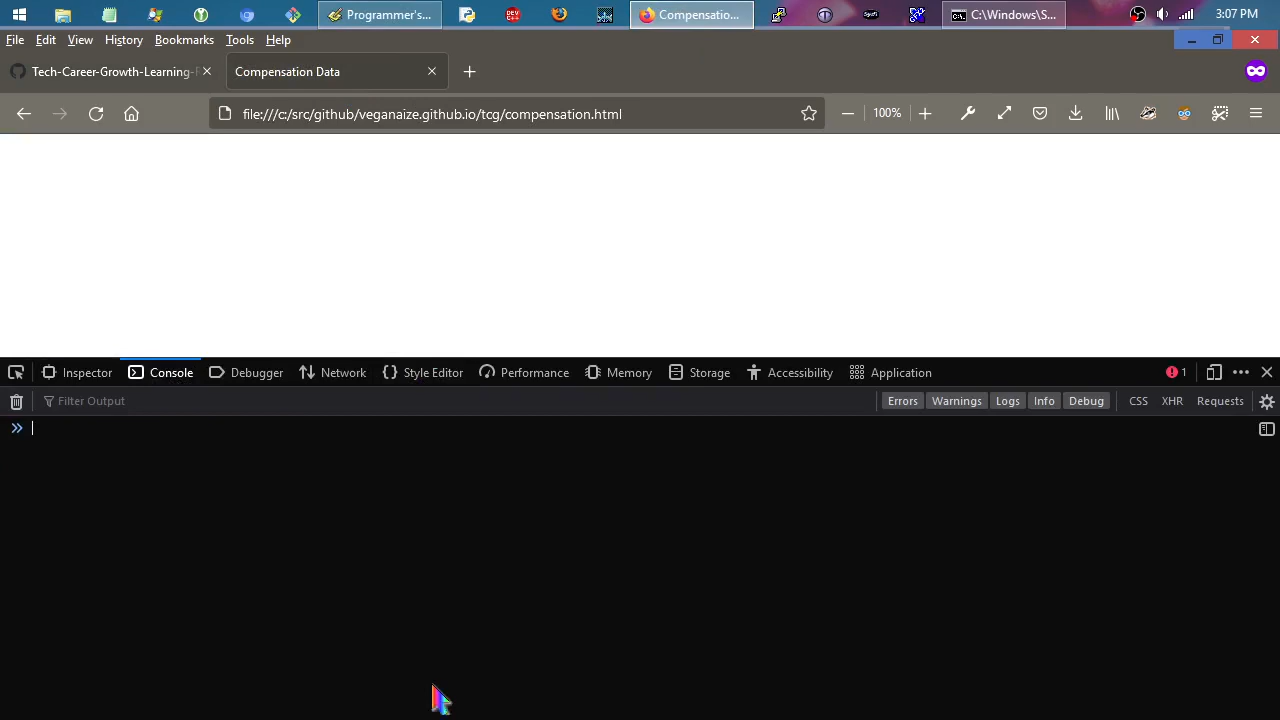 Programmer's...
Compensatio...
C:\Windows\S...
3:07 PM
File Edit View History Bookmarks Tools Help
Tech-Career-Growth-Learning-
Compensation Data
file:///c:/src/github/veganaize.github.io/tcg/compensation.html
100%
Inspector Console Debugger Network Style Editor Performance Memory Storage Accessibility Application 1
Filter Output Errors Warnings Logs Info Debug CSS XHR Requests